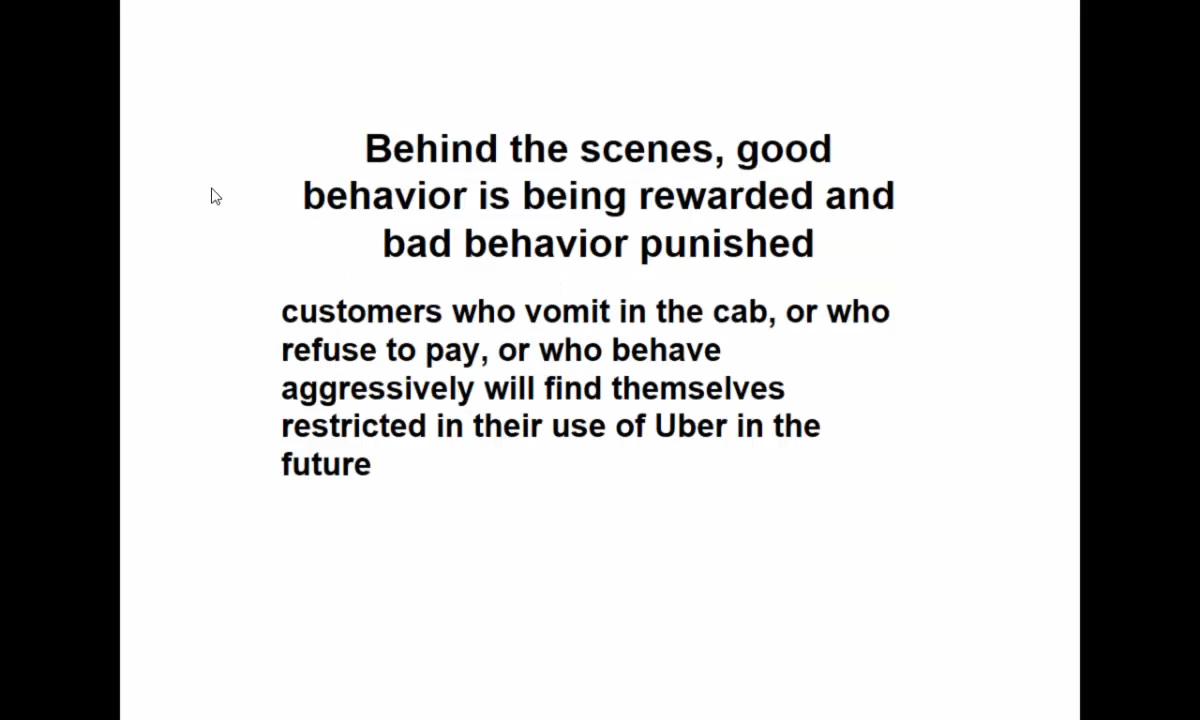 Behind the scenes, good
behavior is being rewarded and
bad behavior punished
customers who vomit in the cab, or who
refuse to pay, or who behave
aggressively will find themselves
restricted in their use of Uber in the
future